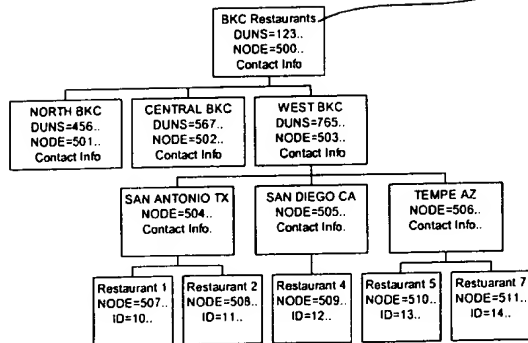 BKC Restaurants
DUNS=123..
NODE=500..
Contact Info
NORTH BKC
DUNS=456..
NODE=501..
Contact Info
CENTRAL BKC
DUNS=567..
NODE=502..
Contact Info
WEST BKC
DUNS=765..
NODE=503..
Contact Info
SAN ANTONIO TX
NODE=504..
Contact Info.
SAN DIEGO CA
NODE=505..
Contact Info.
TEMPE AZ
NODE=506..
Contact Info..
Restaurant 1
NODE=507..
ID=10..
Restaurant 2
NODE=508..
ID=11..
Restaurant 4
NODE=509..
ID=12..
Restaurant 5
NODE=510..
ID=13..
Restuarant 7
NODE=511..
ID=14..